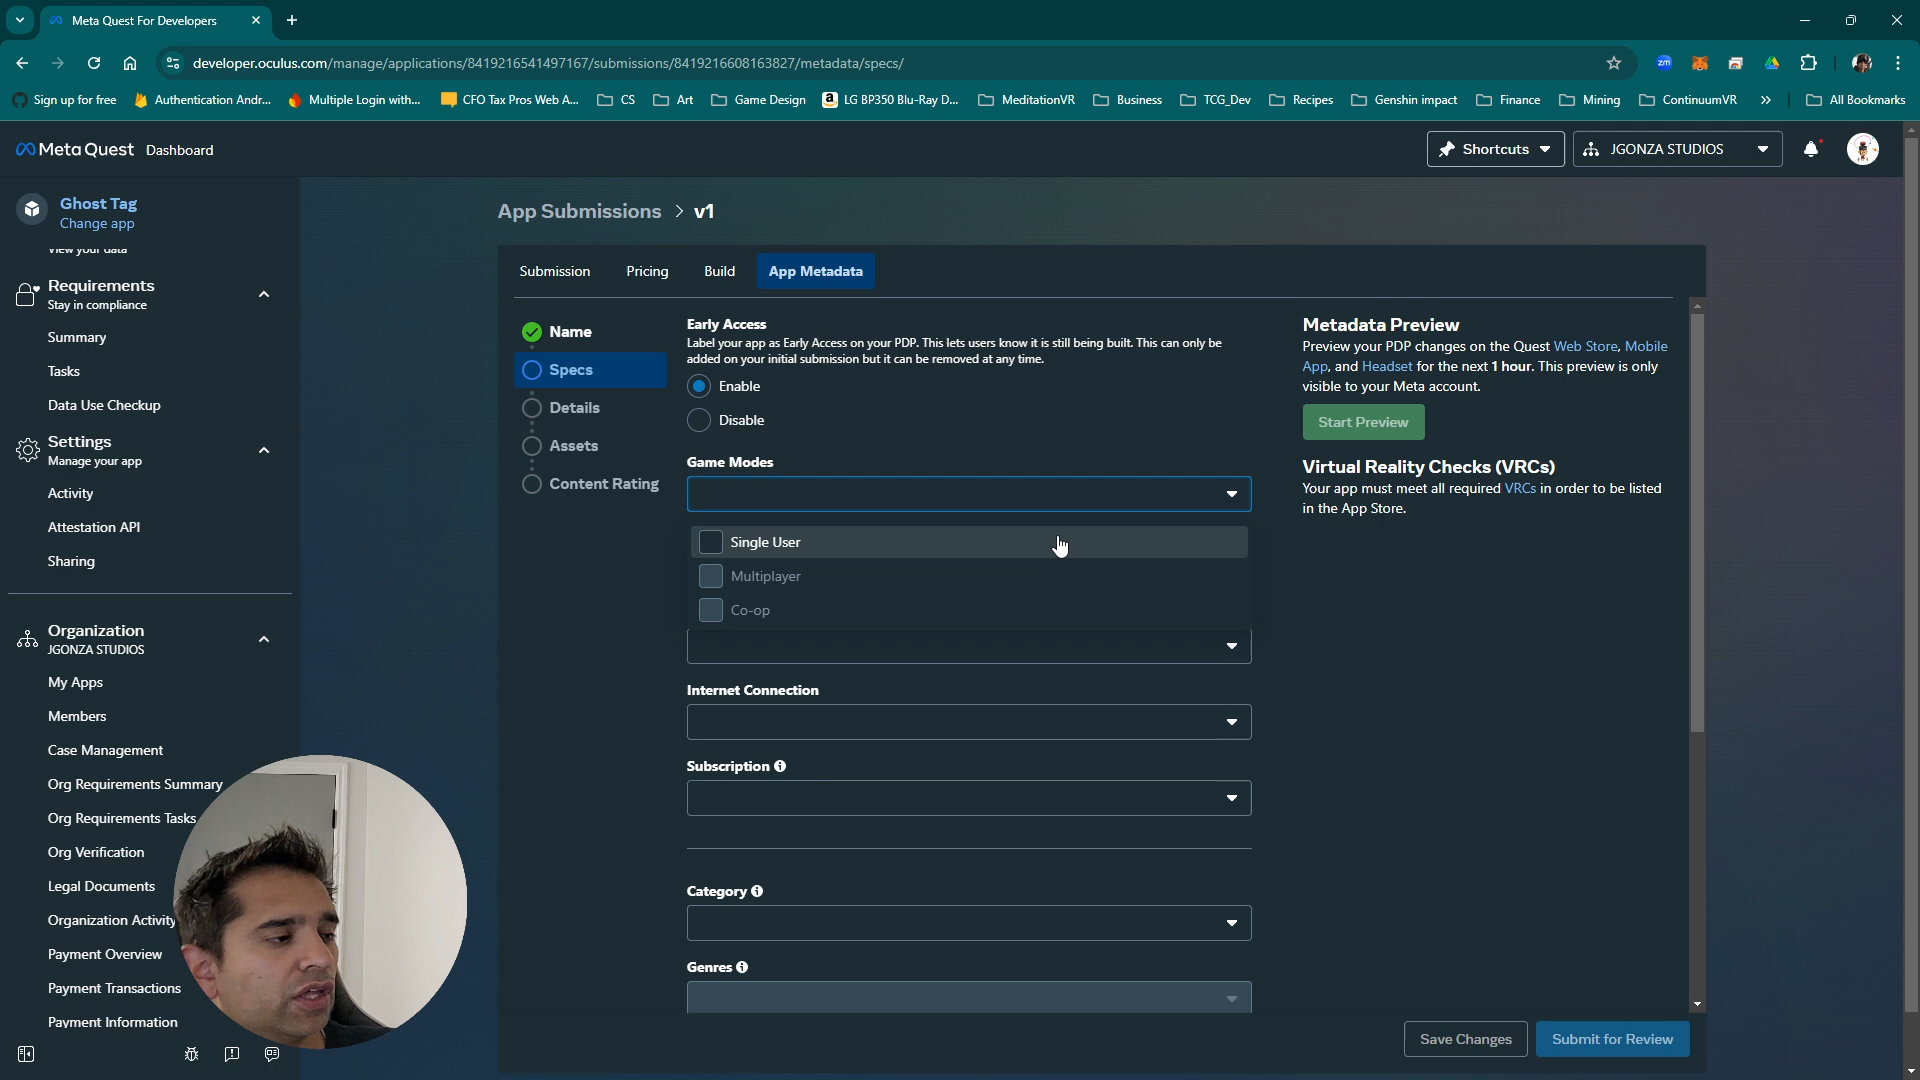 Meta Quest For Developers
developer.oculus.com/manage/applications/8419216541497167/submissions/8419216608163827/metadata/specs/
zm
Sign up for free
Authentication Andr...
Multiple Login with...
CFO Tax Pros Web A...
CS
Art
Game Design
LG BP350 Blu-Ray D...
MeditationVR
Business
TCG_Dev
Recipes
Genshin impact
Finance
Mining
ContinuumVR
All Bookmarks
Meta Quest Dashboard
Shortcuts
JGONZA STUDIOS
Ghost Tag
Change app
View your data
Requirements
Stay in compliance
Summary
Tasks
Data Use Checkup
Settings
Manage your app
Activity
Attestation API
Sharing
Organization
JGONZA STUDIOS
My Apps
Members
Case Management
Org Requirements Summary
Org Requirements Tasks
Org Verification
Legal Documents
Organization Activity
Payment Overview
Payment Transactions
Payment Information
App Submissions > v1
Submission
Pricing
Build
App Metadata
Name
Specs
Details
Assets
Content Rating
Early Access
Label your app as Early Access on your PDP. This lets users know it is still being built. This can only be
added on your initial submission but it can be removed at any time.
Enable
Disable
Game Modes
Single User
Multiplayer
Co-op
Internet Connection
Subscription
Category
Genres
Metadata Preview
Preview your PDP changes on the Quest Web Store, Mobile
App, and Headset for the next 1 hour. This preview is only
visible to your Meta account.
Start Preview
Virtual Reality Checks (VRCs)
Your app must meet all required VRCs in order to be listed
in the App Store.
Save Changes
Submit for Review